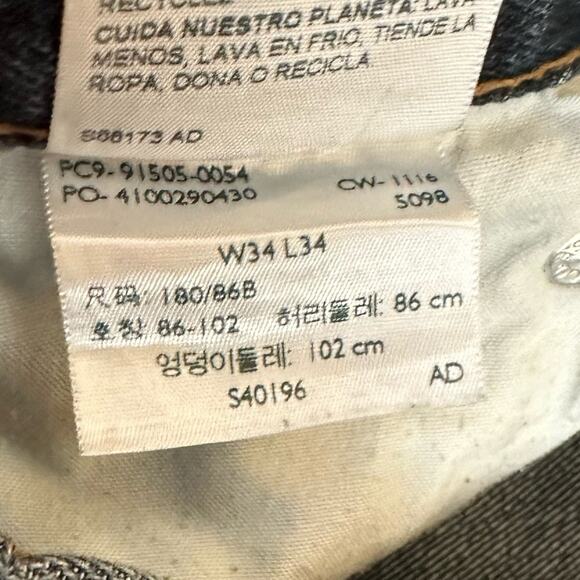 RECYCLE
CUIDA NUESTRO PLANETA: LAVA
MENOS, LAVA EN FRIO, TIENDE LA
ROPA, DONA O RECICLA
AD
PC9-91505-0054
PO- 4100290430
CW-1116
5098
W34 L34
尺码: 180/86B
호칭 86-102 허리둘레: 86 cm
엉덩이둘레: 102 cm
S40196
AD